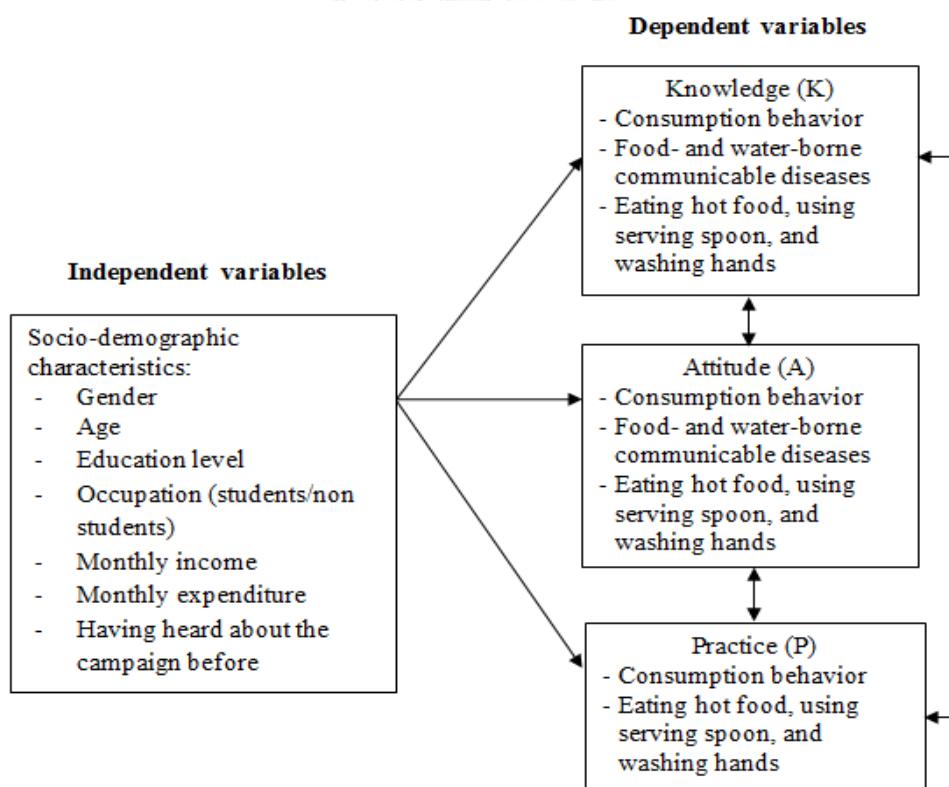 Dependent variables
Knowledge (K)
- Consumption behavior
- Food- and water-borne
communicable diseases
- Eating hot food, using
serving spoon, and
washing hands
Independent variables
Socio-demographic
characteristics:
- Gender
- Age
- Education level
- Occupation (students/non
students)
- Monthly income
- Monthly expenditure
- Having heard about the
campaign before
Attitude (A)
- Consumption behavior
- Food- and water-borne
communicable diseases
- Eating hot food, using
serving spoon, and
washing hands
Practice (P)
- Consumption behavior
- Eating hot food, using
serving spoon, and
washing hands